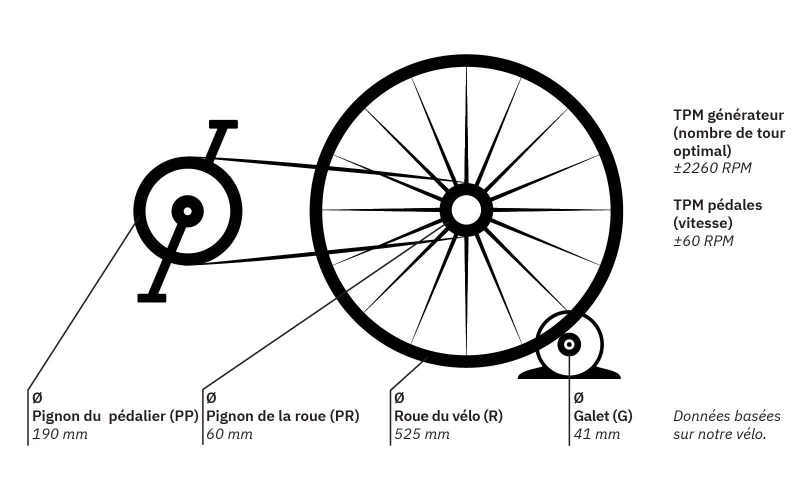 TPM générateur
(nombre de tour
optimal)
±2260 RPM
TPM pédales
(vitesse)
±60 RPM
Ø
Pignon du pédalier (PP)
190 mm
Ø
Pignon de la roue (PR)
60 mm
Ø
Roue du vélo (R)
525 mm
Ø
Galet (G)
41 mm
Données basées
sur notre vélo.